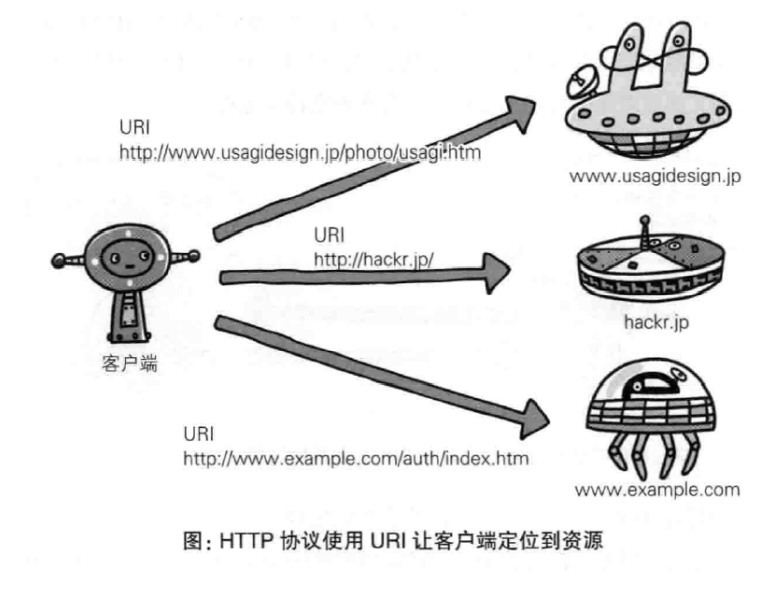 URI
http://www.usagidesign.jp/photo/usagi.htm
www.usagidesign.jp
URI
http://hackr.jp/
hackr.jp
客户端
URI
http://www.example.com/auth/index.htm
www.example.com
图：HTTP 协议使用 URI 让客户端定位到资源